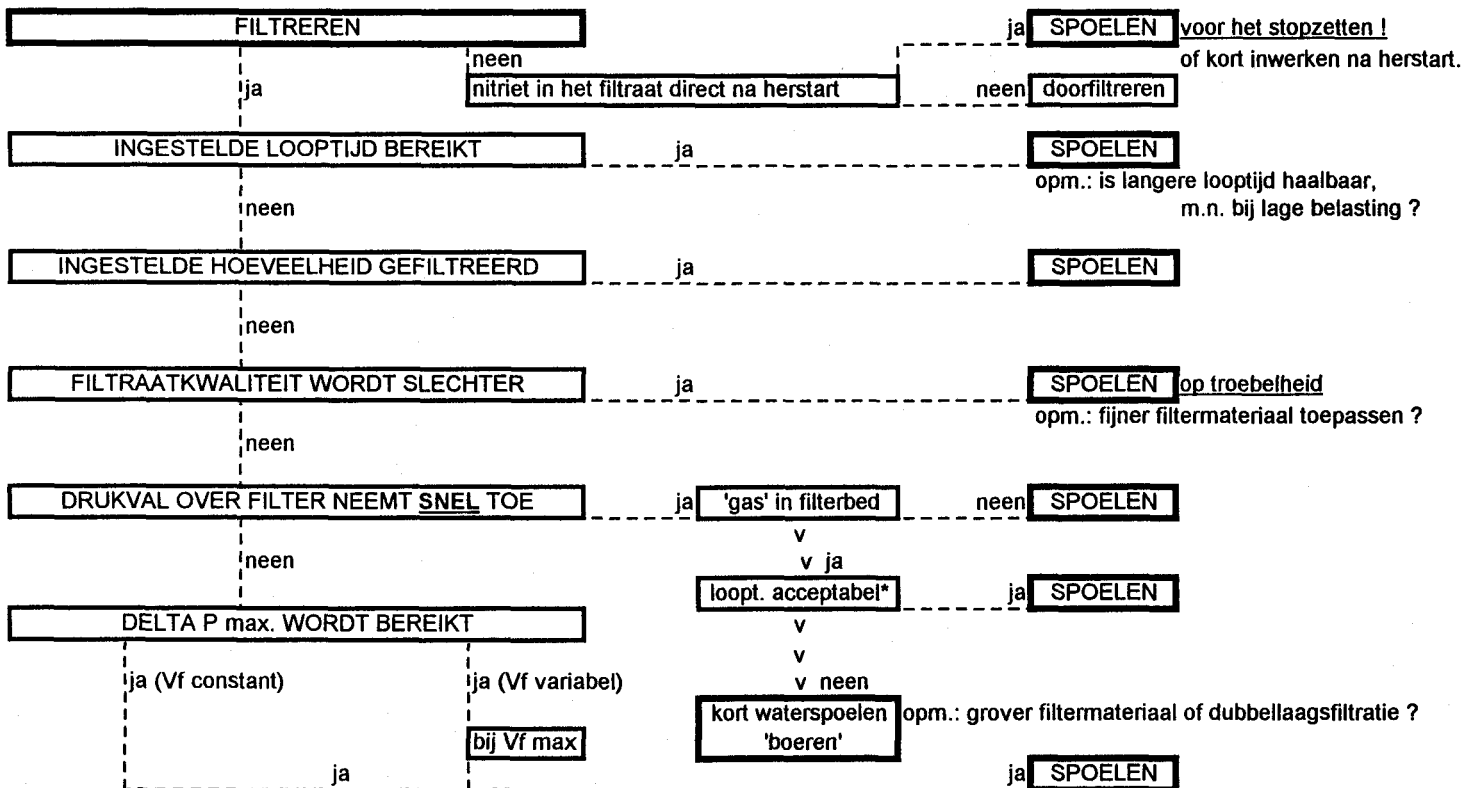 FILTREREN
ja SPOELEN voor het stopzetten !
neen
of kort inwerken na herstart.
ja
nitriet in het filtraat direct na herstart neen doorfiltreren
INGESTELDE LOOPTIJD BEREIKT ja SPOELEN
opm.: is langere looptijd haalbaar,
neen
m.n. bij lage belasting ?
INGESTELDE HOEVEELHEID GEFILTREERD ja SPOELEN
neen
FILTRAATKWALITEIT WORDT SLECHTER ja SPOELEN op troebelheid
opm.: fijner filtermateriaal toepassen ?
neen
DRUKVAL OVER FILTER NEEMT SNEL TOE ja 'gas' in filterbed neen SPOELEN
v
neen
v ja
loopt. acceptabel* ja SPOELEN
DELTA P max. WORDT BEREIKT
v
v
ja (Vf constant) ja (Vf variabel)
v neen
kort waterspoelen opm.: grover filtermateriaal of dubbellaagsfiltratie ?
bij Vf max 'boeren'
ja
ja SPOELEN